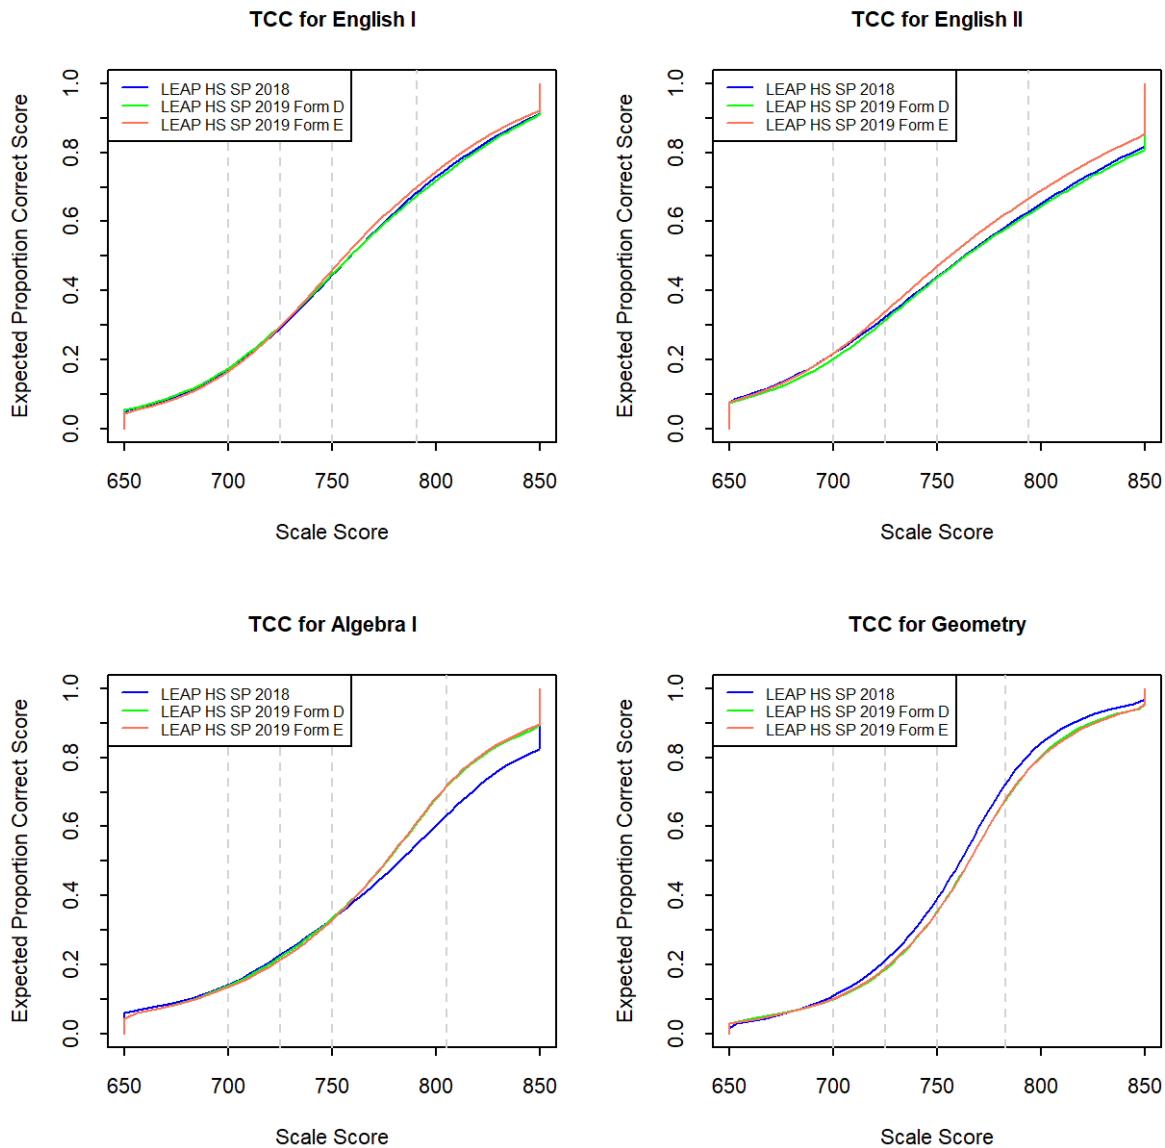 TCC for English I
LEAP HS SP 2018
LEAP HS SP 2019 Form D
LEAP HS SP 2019 Form E
Expected Proportion Correct Score
1.0
0.8
0.6
0.4
0.2
0.0
650 700 750 800 850
Scale Score
TCC for English II
LEAP HS SP 2018
LEAP HS SP 2019 Form D
LEAP HS SP 2019 Form E
Expected Proportion Correct Score
1.0
0.8
0.6
0.4
0.2
0.0
650 700 750 800 850
Scale Score
TCC for Algebra I
LEAP HS SP 2018
LEAP HS SP 2019 Form D
LEAP HS SP 2019 Form E
Expected Proportion Correct Score
1.0
0.8
0.6
0.4
0.2
0.0
650 700 750 800 850
Scale Score
TCC for Geometry
LEAP HS SP 2018
LEAP HS SP 2019 Form D
LEAP HS SP 2019 Form E
Expected Proportion Correct Score
1.0
0.8
0.6
0.4
0.2
0.0
650 700 750 800 850
Scale Score